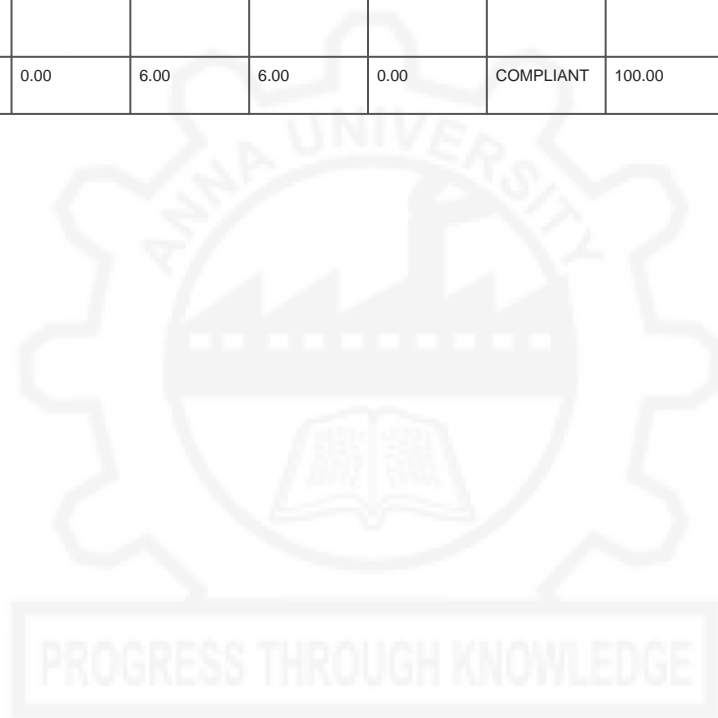 0.00 6.00 6.00 0.00 COMPLIANT 100.00
ANNA UNIVERSITY
PROGRESS THROUGH KNOWLEDGE